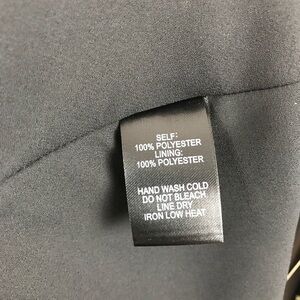 SELF:
100% POLYESTER
LINING:
100% POLYESTER
HAND WASH COLD
DO NOT BLEACH
LINE DRY
IRON LOW HEAT